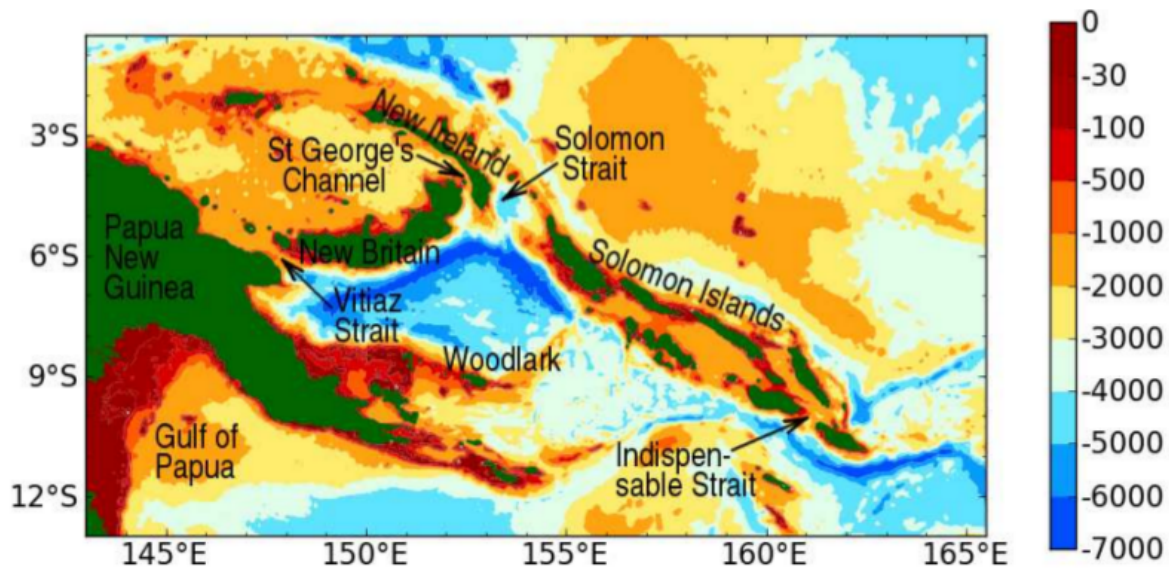 New Ireland
St George's
Channel
Solomon
Strait
Papua
New
Guinea
New Britain
Vitiaz
Strait
Solomon Islands
Woodlark
Gulf of
Papua
Indispen-
sable Strait
3°S
6°S
9°S
12°S
145°E
150°E
155°E
160°E
165°E
0
-30
-100
-500
-1000
-2000
-3000
-4000
-5000
-6000
-7000